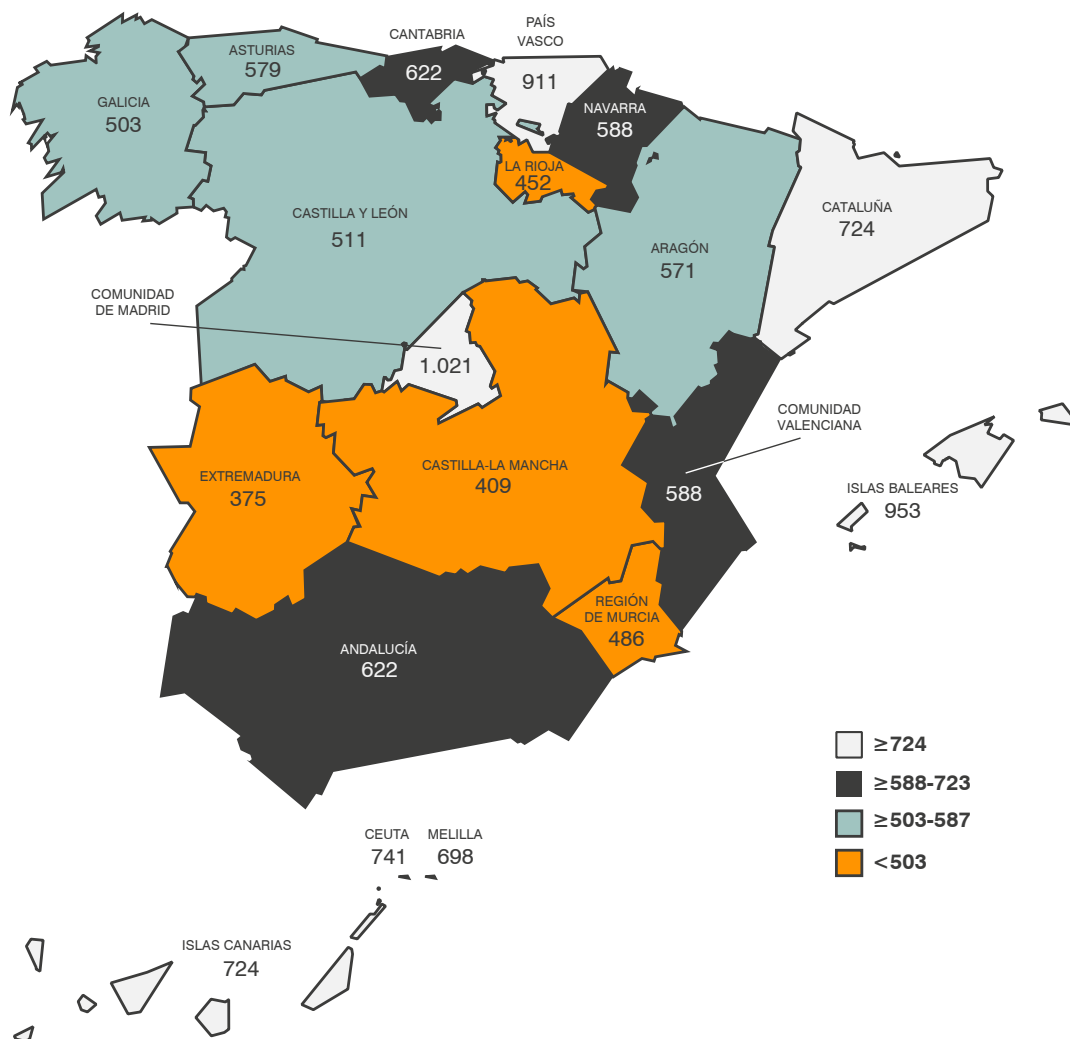 PAÍS
VASCO
911
CANTABRIA
622
ASTURIAS
579
GALICIA
503
NAVARRA
588
LA RIOJA
452
CASTILLA Y LEÓN
511
ARAGÓN
571
CATALUÑA
724
COMUNIDAD
DE MADRID
1.021
COMUNIDAD
VALENCIANA
588
EXTREMADURA
375
CASTILLA-LA MANCHA
409
ISLAS BALEARES
953
REGIÓN
DE MURCIA
486
ANDALUCÍA
622
≥724
≥588-723
≥503-587
<503
CEUTA
741
MELILLA
698
ISLAS CANARIAS
724